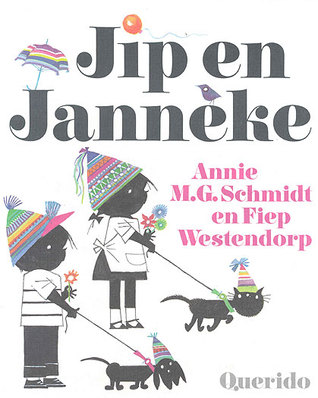 Jip en
Janneke
Annie
M.G. Schmidt
en Fiep
Westendorp
Querido